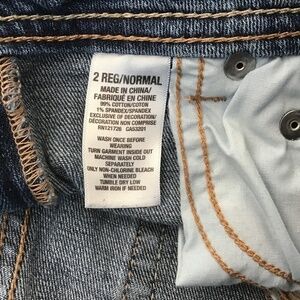 2 REG/NORMAL
MADE IN CHINA/
FABRIQUÉ EN CHINE
99% COTTON/COTON
1% SPANDEX/SPANDEX
EXCLUSIVE OF DECORATION/
DÉCORATION NON COMPRISE
RN121726 CA53201
WASH ONCE BEFORE
WEARING
TURN GARMENT INSIDE OUT
MACHINE WASH COLD
SEPARATELY
ONLY NON-CHLORINE BLEACH
WHEN NEEDED
TUMBLE DRY LOW
WARM IRON IF NEEDED